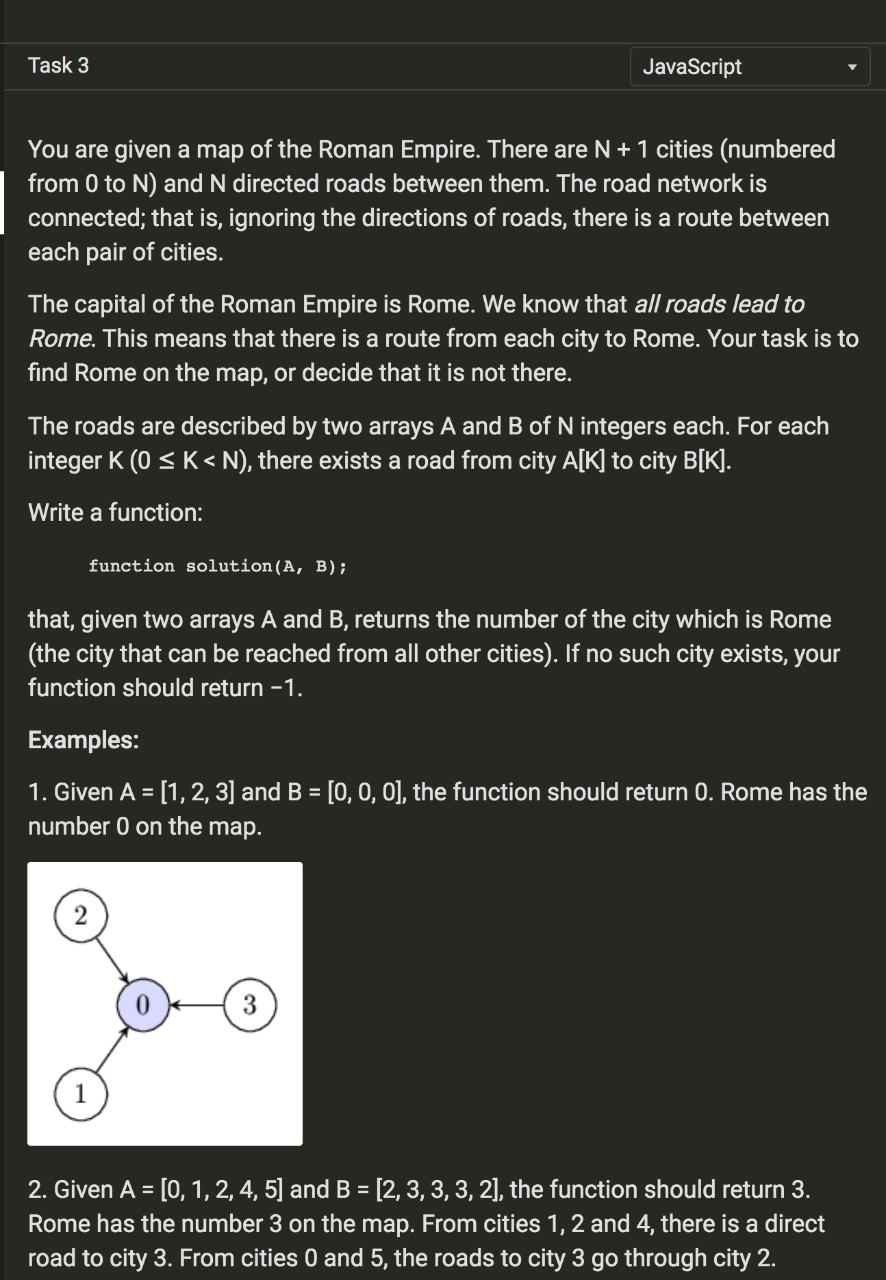 Task 3
JavaScript
You are given a map of the Roman Empire. There are N + 1 cities (numbered
from 0 to N) and N directed roads between them. The road network is
connected; that is, ignoring the directions of roads, there is a route between
each pair of cities.
The capital of the Roman Empire is Rome. We know that all roads lead to
Rome. This means that there is a route from each city to Rome. Your task is to
find Rome on the map, or decide that it is not there.
The roads are described by two arrays A and B of N integers each. For each
integer K (0 ≤ K < N), there exists a road from city A[K] to city B[K].
Write a function:
function solution(A, B);
that, given two arrays A and B, returns the number of the city which is Rome
(the city that can be reached from all other cities). If no such city exists, your
function should return −1.
Examples:
1. Given A = [1, 2, 3] and B = [0, 0, 0], the function should return 0. Rome has the
number 0 on the map.
2
0
3
1
2. Given A = [0, 1, 2, 4, 5] and B = [2, 3, 3, 3, 2], the function should return 3.
Rome has the number 3 on the map. From cities 1, 2 and 4, there is a direct
road to city 3. From cities 0 and 5, the roads to city 3 go through city 2.